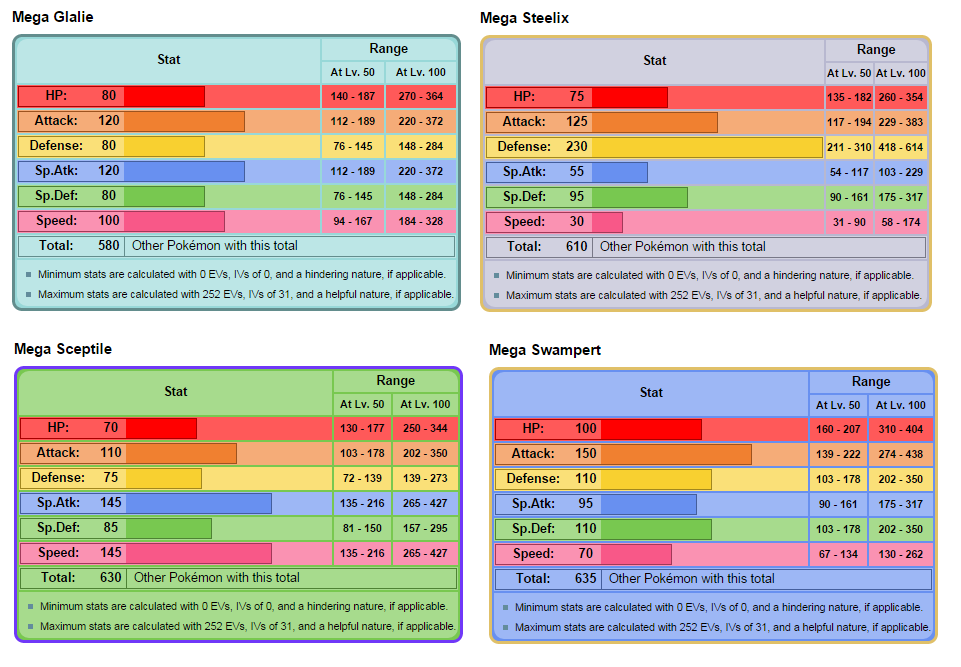 Mega Glalie
Stat Range
At Lv. 50 At Lv. 100
HP: 80 140 - 187 270 - 364
Attack: 120 112 - 189 220 - 372
Defense: 80 76 - 145 148 - 284
Sp.Atk: 120 112 - 189 220 - 372
Sp.Def: 80 76 - 145 148 - 284
Speed: 100 94 - 167 184 - 328
Total: 580 Other Pokémon with this total
Minimum stats are calculated with 0 EVs, IVs of 0, and a hindering nature, if applicable.
Maximum stats are calculated with 252 EVs, IVs of 31, and a helpful nature, if applicable.
Mega Steelix
Stat Range
At Lv. 50 At Lv. 100
HP: 75 135 - 182 260 - 354
Attack: 125 117 - 194 229 - 383
Defense: 230 211 - 310 418 - 614
Sp.Atk: 55 54 - 117 103 - 229
Sp.Def: 95 90 - 161 175 - 317
Speed: 30 31 - 90 58 - 174
Total: 610 Other Pokémon with this total
Minimum stats are calculated with 0 EVs, IVs of 0, and a hindering nature, if applicable.
Maximum stats are calculated with 252 EVs, IVs of 31, and a helpful nature, if applicable.
Mega Sceptile
Stat Range
At Lv. 50 At Lv. 100
HP: 70 130 - 177 250 - 344
Attack: 110 103 - 178 202 - 350
Defense: 75 72 - 139 139 - 273
Sp.Atk: 145 135 - 216 265 - 427
Sp.Def: 85 81 - 150 157 - 295
Speed: 145 135 - 216 265 - 427
Total: 630 Other Pokémon with this total
Minimum stats are calculated with 0 EVs, IVs of 0, and a hindering nature, if applicable.
Maximum stats are calculated with 252 EVs, IVs of 31, and a helpful nature, if applicable.
Mega Swampert
Stat Range
At Lv. 50 At Lv. 100
HP: 100 160 - 207 310 - 404
Attack: 150 139 - 222 274 - 438
Defense: 110 103 - 178 202 - 350
Sp.Atk: 95 90 - 161 175 - 317
Sp.Def: 110 103 - 178 202 - 350
Speed: 70 67 - 134 130 - 262
Total: 635 Other Pokémon with this total
Minimum stats are calculated with 0 EVs, IVs of 0, and a hindering nature, if applicable.
Maximum stats are calculated with 252 EVs, IVs of 31, and a helpful nature, if applicable.